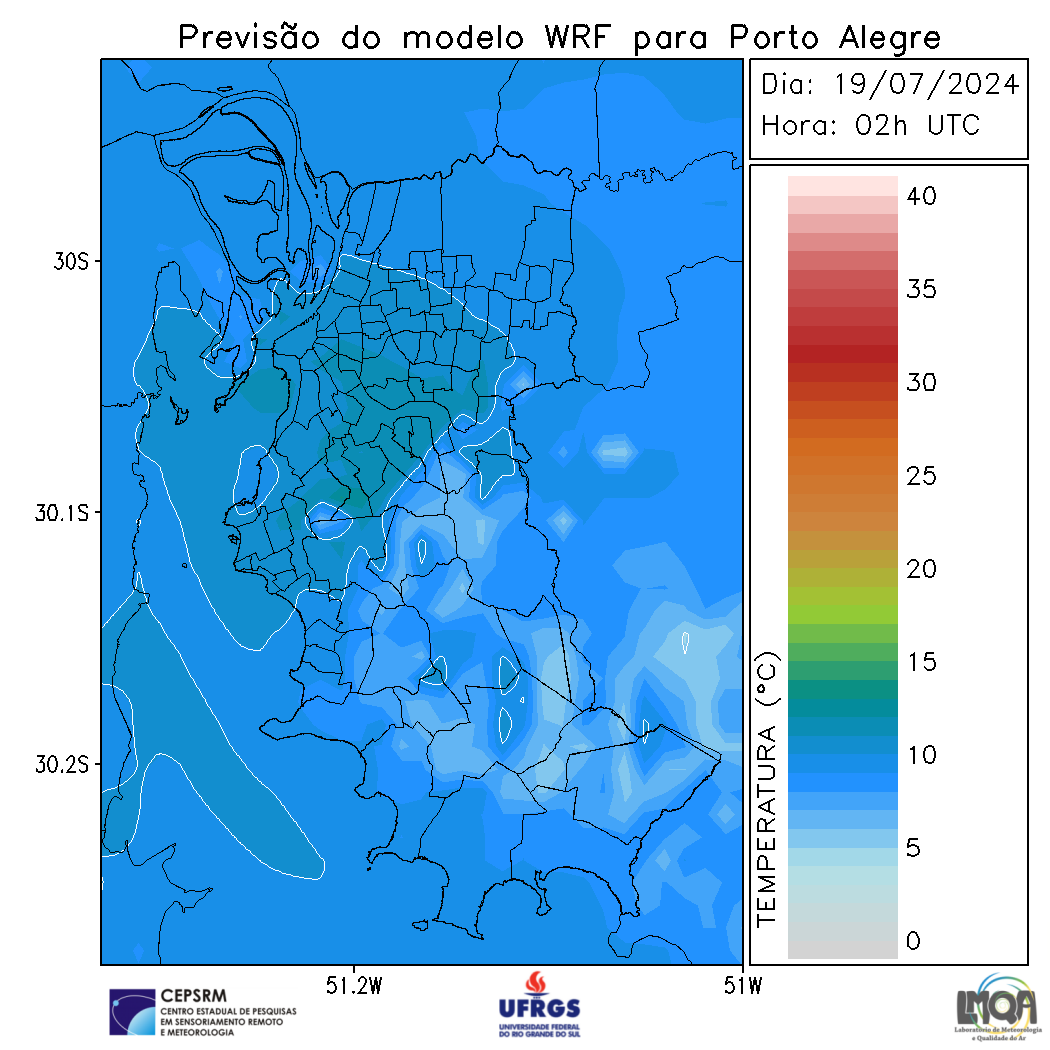 Previsão do modelo WRF para Porto Alegre
Dia: 19/07/2024
Hora: 02h UTC
40
35
30
25
20
15
10
5
0
TEMPERATURA (°C)
30S
30.1S
30.2S
4
51.2W
51W
CEPSRM
CENTRO ESTADUAL DE PESQUISAS
EM SENSORIAMENTO REMOTO
E METEOROLOGIA
UFRGS
UNIVERSIDADE FEDERAL
DO RIO GRANDE DO SUL
LMQA
Laboratório de Meteorologia
e Qualidade do Ar